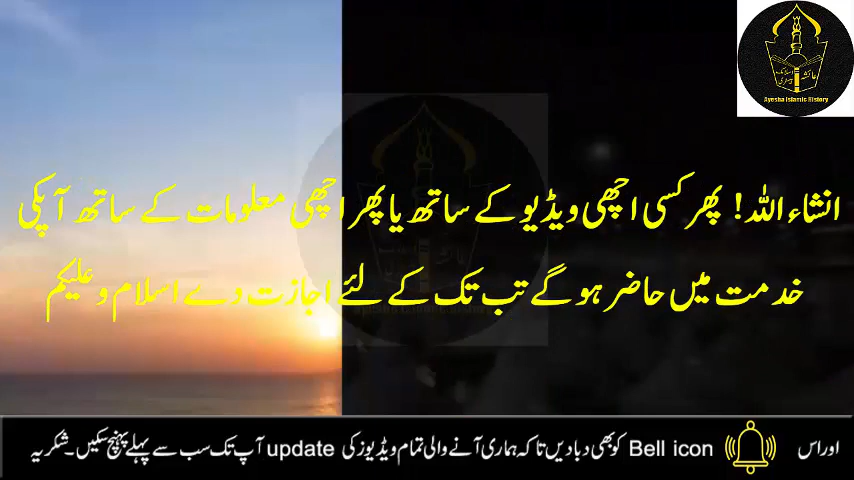 Ayesha Islamic History
انشاء اللہ! پھر کسی اچھی ویڈیو کے ساتھ یا پھر اچھی معلومات کے ساتھ آپکی
خدمت میں حاضر ہو گے تب تک کے لئے اجازت دے اسلام و علیکم
اور اس Bell icon کو بھی دبا دیں تاکہ ہماری آنے والی تمام ویڈیوز کی update آپ تک سب سے پہلے پہنچ سکیں۔ شکریہ